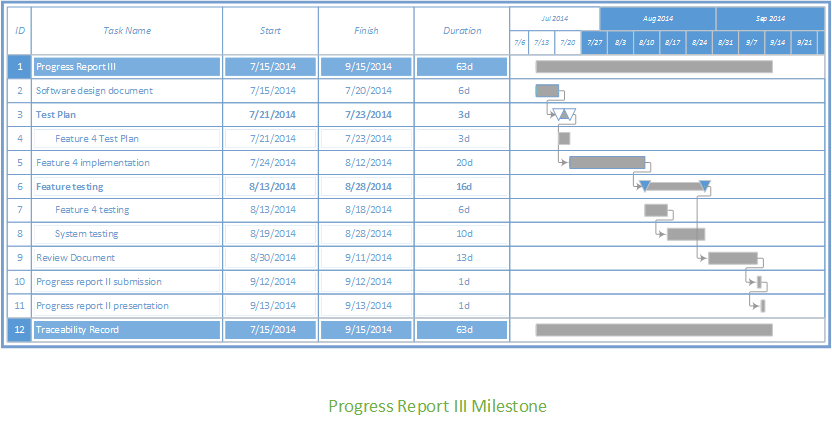 ID Task Name Start Finish Duration Jul 2014 Aug 2014 Sep 2014
7/6 7/13 7/20 7/27 8/3 8/10 8/17 8/24 8/31 9/7 9/14 9/21
1 Progress Report III 7/15/2014 9/15/2014 63d
2 Software design document 7/15/2014 7/20/2014 6d
3 Test Plan 7/21/2014 7/23/2014 3d
4 Feature 4 Test Plan 7/21/2014 7/23/2014 3d
5 Feature 4 implementation 7/24/2014 8/12/2014 20d
6 Feature testing 8/13/2014 8/28/2014 16d
7 Feature 4 testing 8/13/2014 8/18/2014 6d
8 System testing 8/19/2014 8/28/2014 10d
9 Review Document 8/30/2014 9/11/2014 13d
10 Progress report II submission 9/12/2014 9/12/2014 1d
11 Progress report II presentation 9/13/2014 9/13/2014 1d
12 Traceability Record 7/15/2014 9/15/2014 63d
Progress Report III Milestone